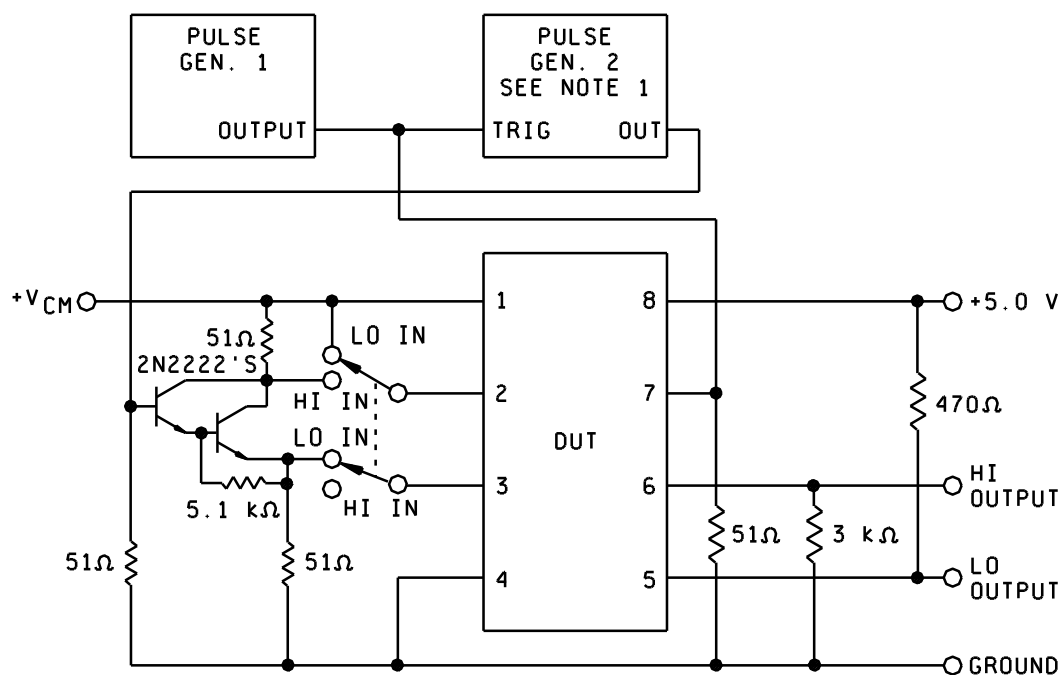 PULSE
GEN. 1
OUTPUT
PULSE
GEN. 2
SEE NOTE 1
TRIG OUT
+VCM
51Ω
2N2222'S
LO IN
HI IN
LO IN
HI IN
5.1 kΩ
51Ω
51Ω
1
2
3
4
DUT
8
7
6
5
51Ω
3 kΩ
470Ω
+5.0 V
HI
OUTPUT
LO
OUTPUT
GROUND